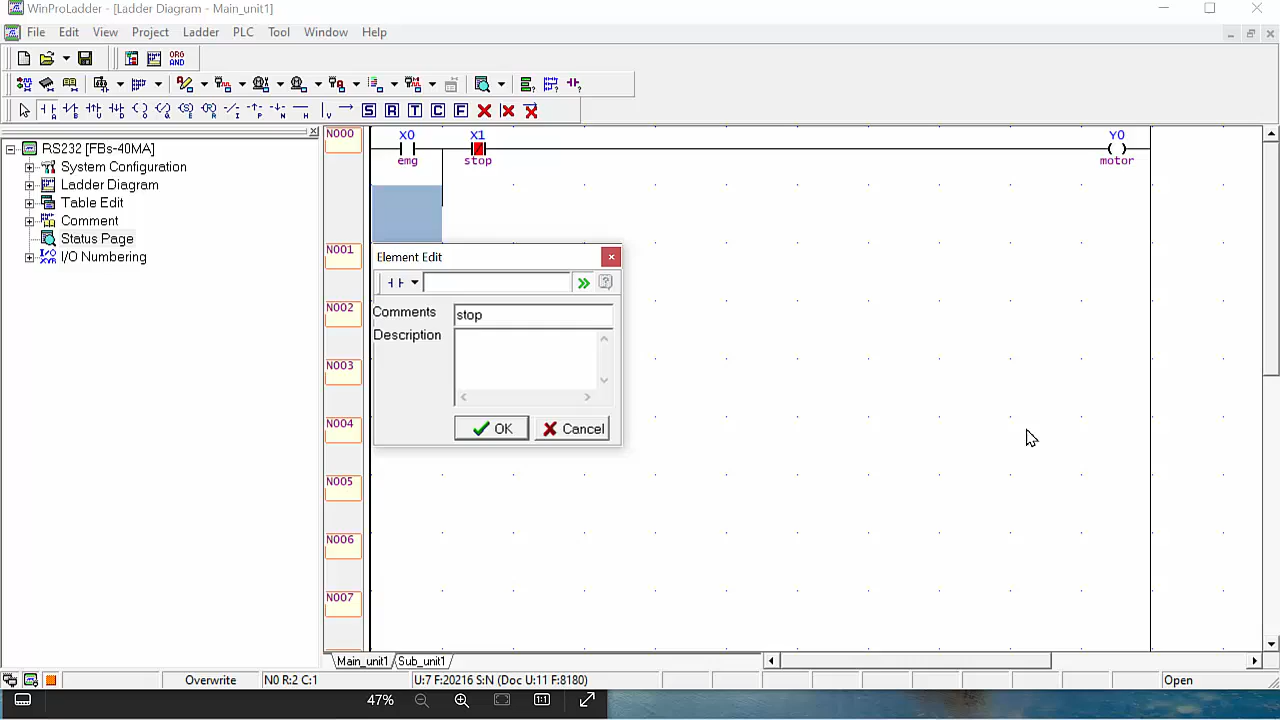 WinProLadder - [Ladder Diagram - Main_unit1]
File Edit View Project Ladder PLC Tool Window Help
ORG
AND
A B U D S R P N H V S R T C F
RS232 [FBs-40MA]
System Configuration
Ladder Diagram
Table Edit
Comment
Status Page
I/O Numbering
N000
X0 X1 Y0
emg stop motor
N001
Element Edit
Comments stop
Description
OK Cancel
N002
N003
N004
N005
N006
N007
Main_unit1 Sub_unit1
Overwrite N0 R:2 C:1 U:7 F:20216 S:N (Doc U:11 F:8180) Open
47% 1:1